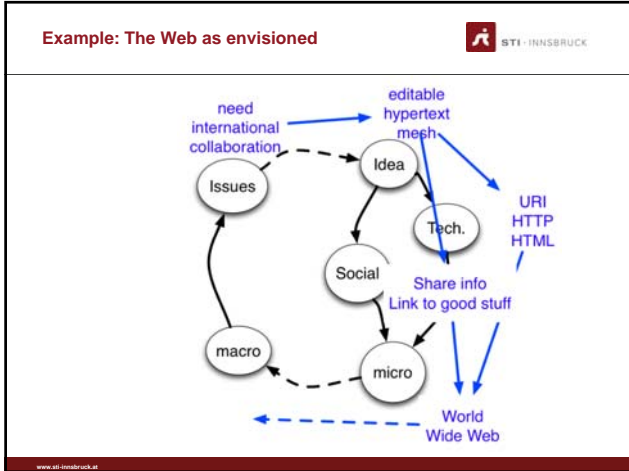 Example: The Web as envisioned
STI · INNSBRUCK
need
international
collaboration
editable
hypertext
mesh
Idea
Issues
URI
HTTP
HTML
Tech.
Social
Share info
Link to good stuff
macro
micro
World
Wide Web
www.sti-innsbruck.at